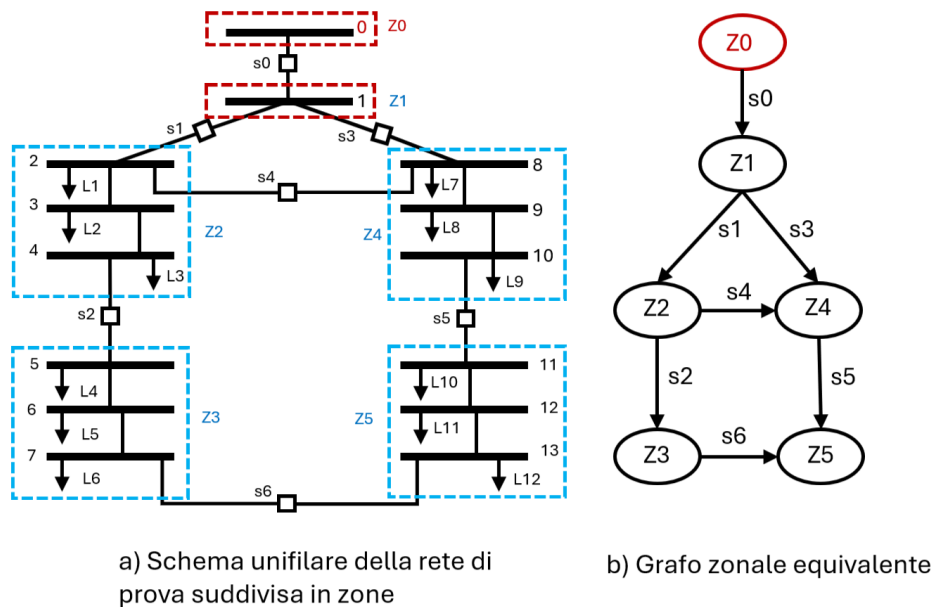 0 Z0
s0
1 Z1
s1 s3
2 8
L1 s4 L7
3 9
L2 Z2 Z4 L8
4 10
L3 L9
s2 s5
5 11
L4 L10
6 Z3 Z5 12
L5 L11
7 13
L6 L12
s6
a) Schema unifilare della rete di
prova suddivisa in zone
Z0
s0
Z1
s1 s3
Z2 s4 Z4
s2 s5
Z3 s6 Z5
b) Grafo zonale equivalente